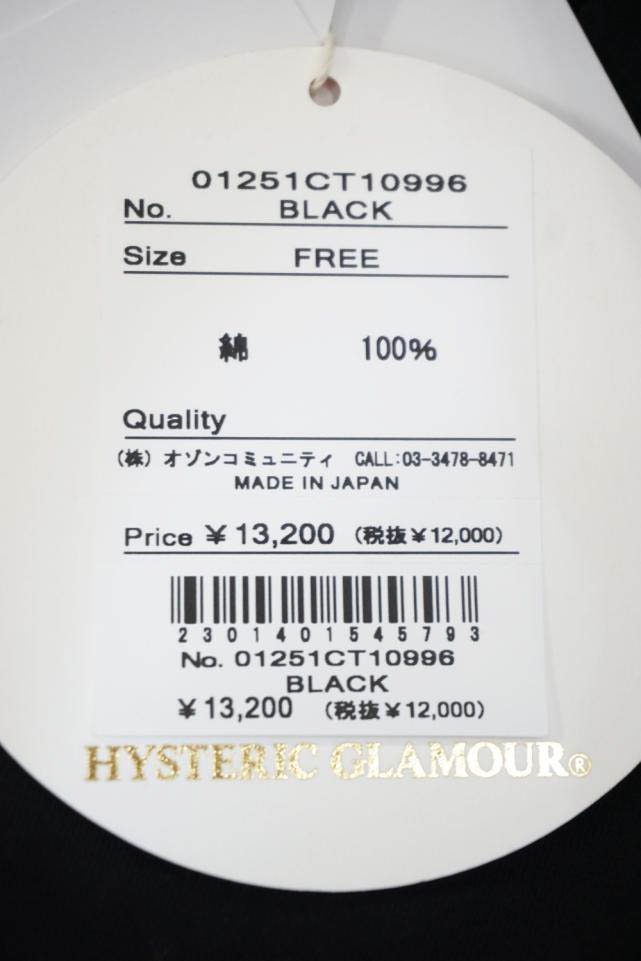 01251CT10996
No. BLACK
Size FREE
綿 100%
Quality
(株) オゾンコミュニティ CALL:03-3478-8471
MADE IN JAPAN
Price ¥13,200 (税抜¥12,000)
2301401545793
No. 01251CT10996
BLACK
¥13,200 (税抜¥12,000)
HYSTERIC GLAMOUR®